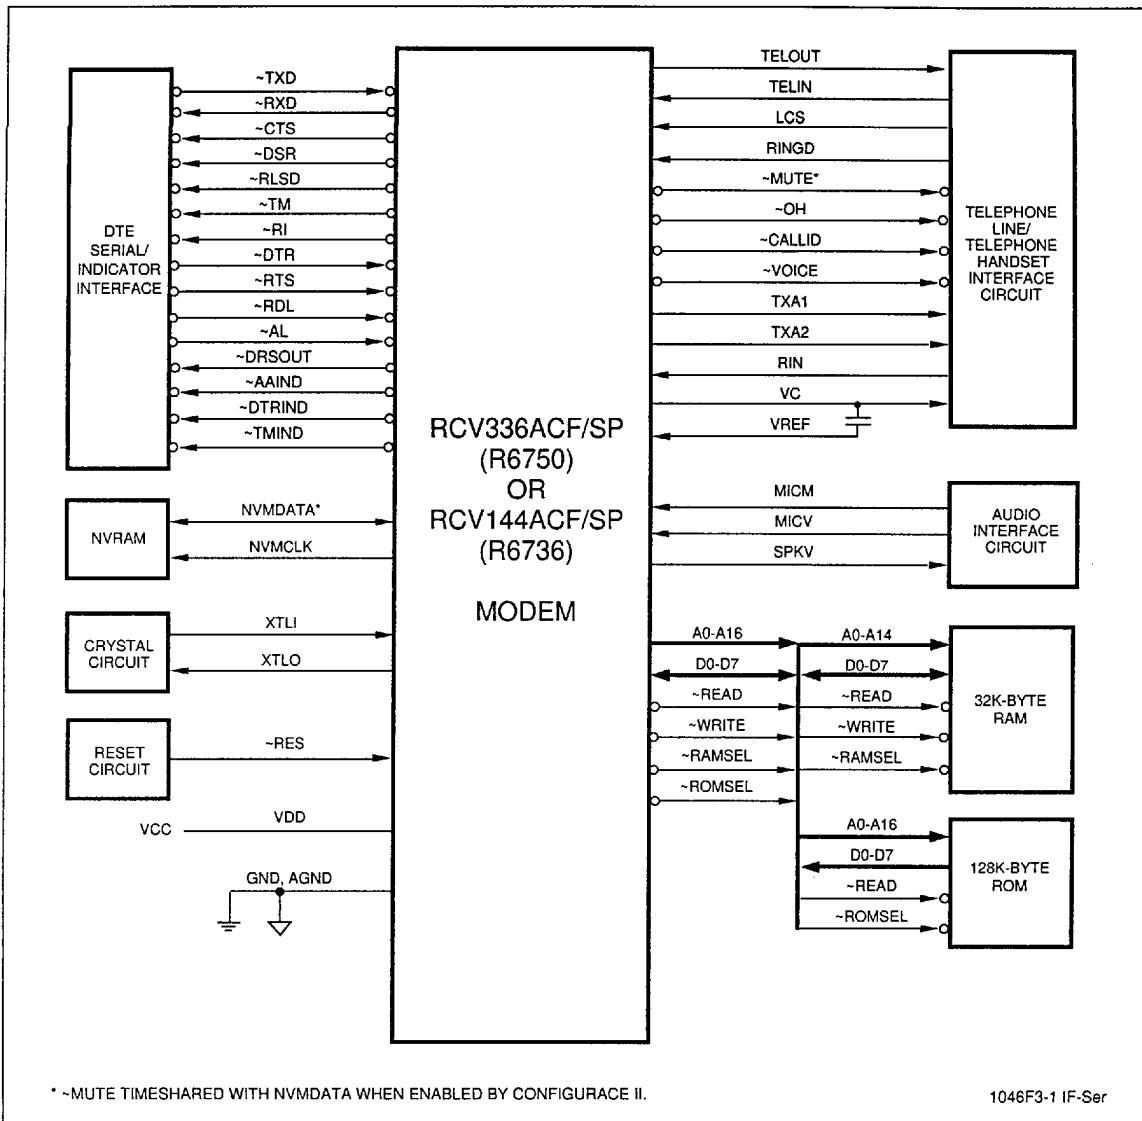 DTE
SERIAL/
INDICATOR
INTERFACE
~TXD
~RXD
~CTS
~DSR
~RLSD
~TM
~RI
~DTR
~RTS
~RDL
~AL
~DRSOUT
~AAIND
~DTRIND
~TMIND
NVRAM
NVMDATA*
NVMCLK
CRYSTAL
CIRCUIT
XTLI
XTLO
RESET
CIRCUIT
~RES
VCC
VDD
GND, AGND
RCV336ACF/SP
(R6750)
OR
RCV144ACF/SP
(R6736)
MODEM
TELOUT
TELIN
LCS
RINGD
~MUTE*
~OH
~CALLID
~VOICE
TXA1
TXA2
RIN
VC
VREF
TELEPHONE
LINE/
TELEPHONE
HANDSET
INTERFACE
CIRCUIT
MICM
MICV
SPKV
AUDIO
INTERFACE
CIRCUIT
A0-A16
D0-D7
~READ
~WRITE
~RAMSEL
~ROMSEL
A0-A14
D0-D7
~READ
~WRITE
~RAMSEL
32K-BYTE
RAM
A0-A16
D0-D7
~READ
~ROMSEL
128K-BYTE
ROM
* ~MUTE TIMESHARED WITH NVMDATA WHEN ENABLED BY CONFIGURACE II.
1046F3-1 IF-Ser